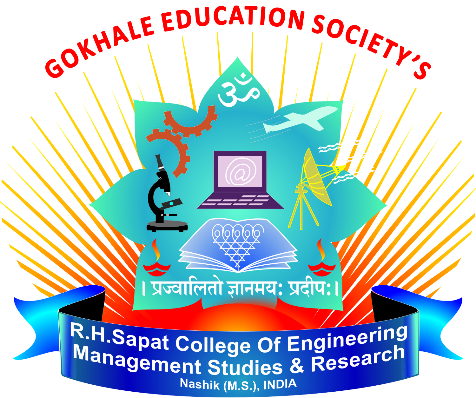 GOKHALE EDUCATION SOCIETY'S
ॐ
@
। प्रज्वालितो ज्ञानमयः प्रदीपः।
R.H.Sapat College Of Engineering
Management Studies & Research
Nashik (M.S.), INDIA